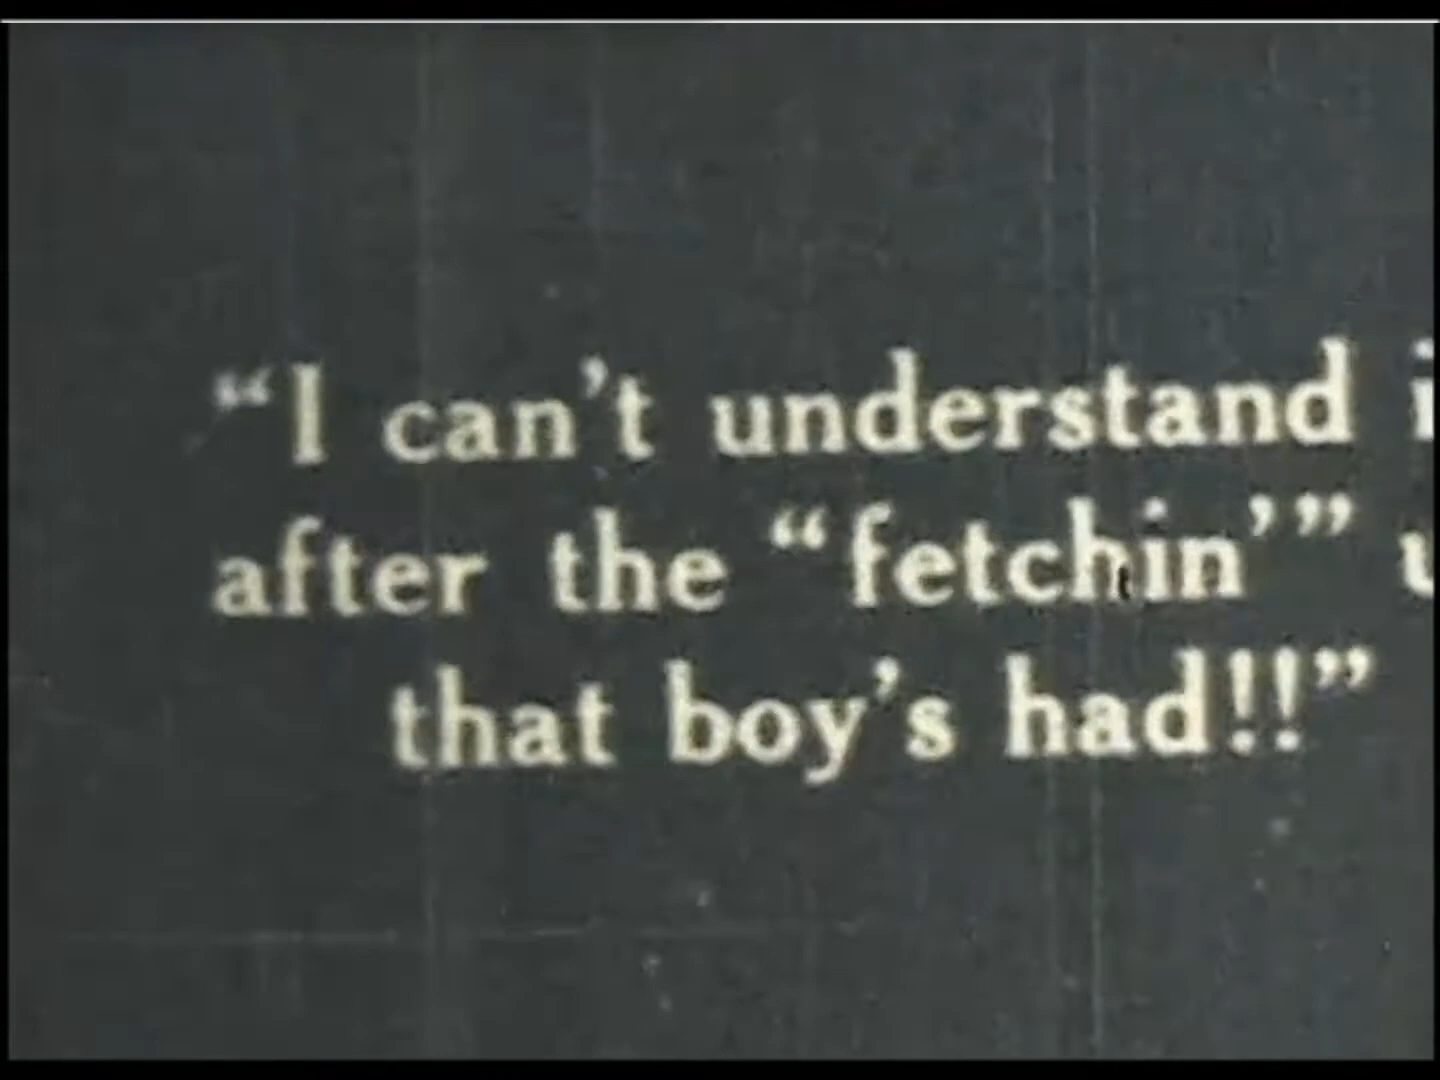 “I can't understand
after the “fetchin'”
that boy's had!!”